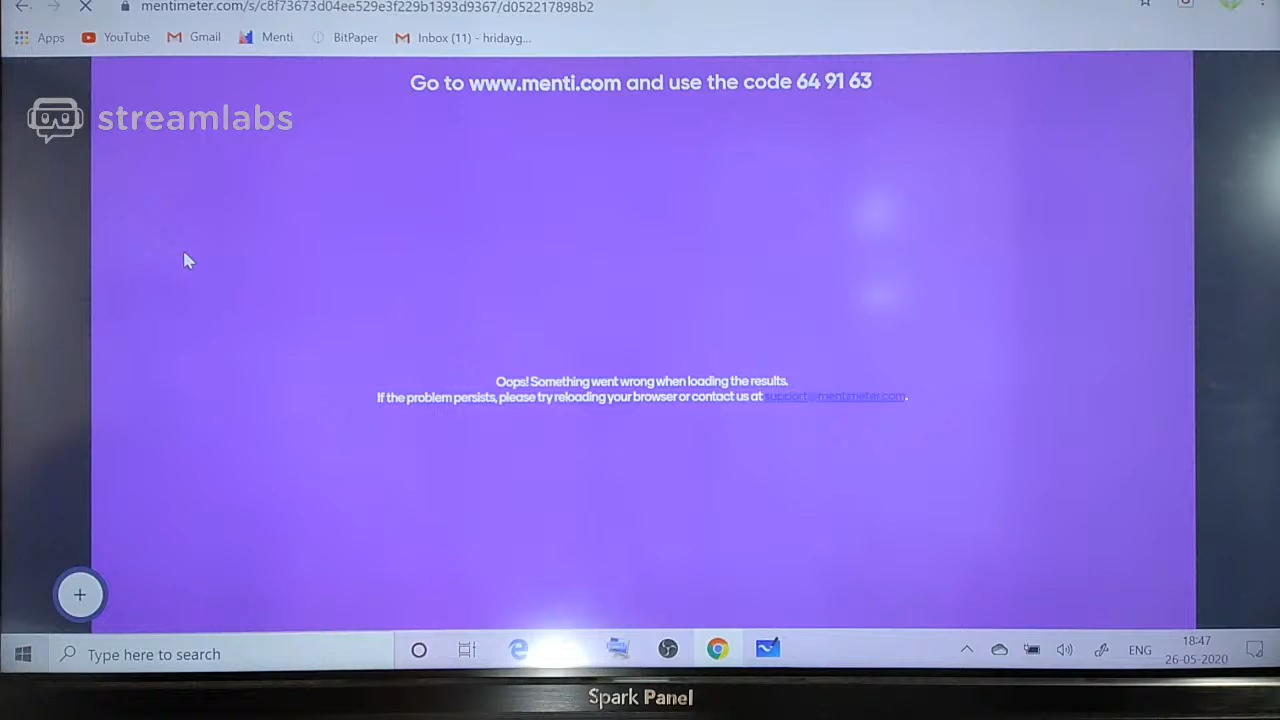 mentimeter.com/s/c8f73673d04ee529e3f229b1393d9367/d052217898b2
Apps YouTube Gmail Menti BitPaper Inbox (11) - hridayg...
Go to www.menti.com and use the code 64 91 63
streamlabs
Oops! Something went wrong when loading the results.
If the problem persists, please try reloading your browser or contact us at support@mentimeter.com.
+
Type here to search
ENG
18:47
26-05-2020
Spark Panel